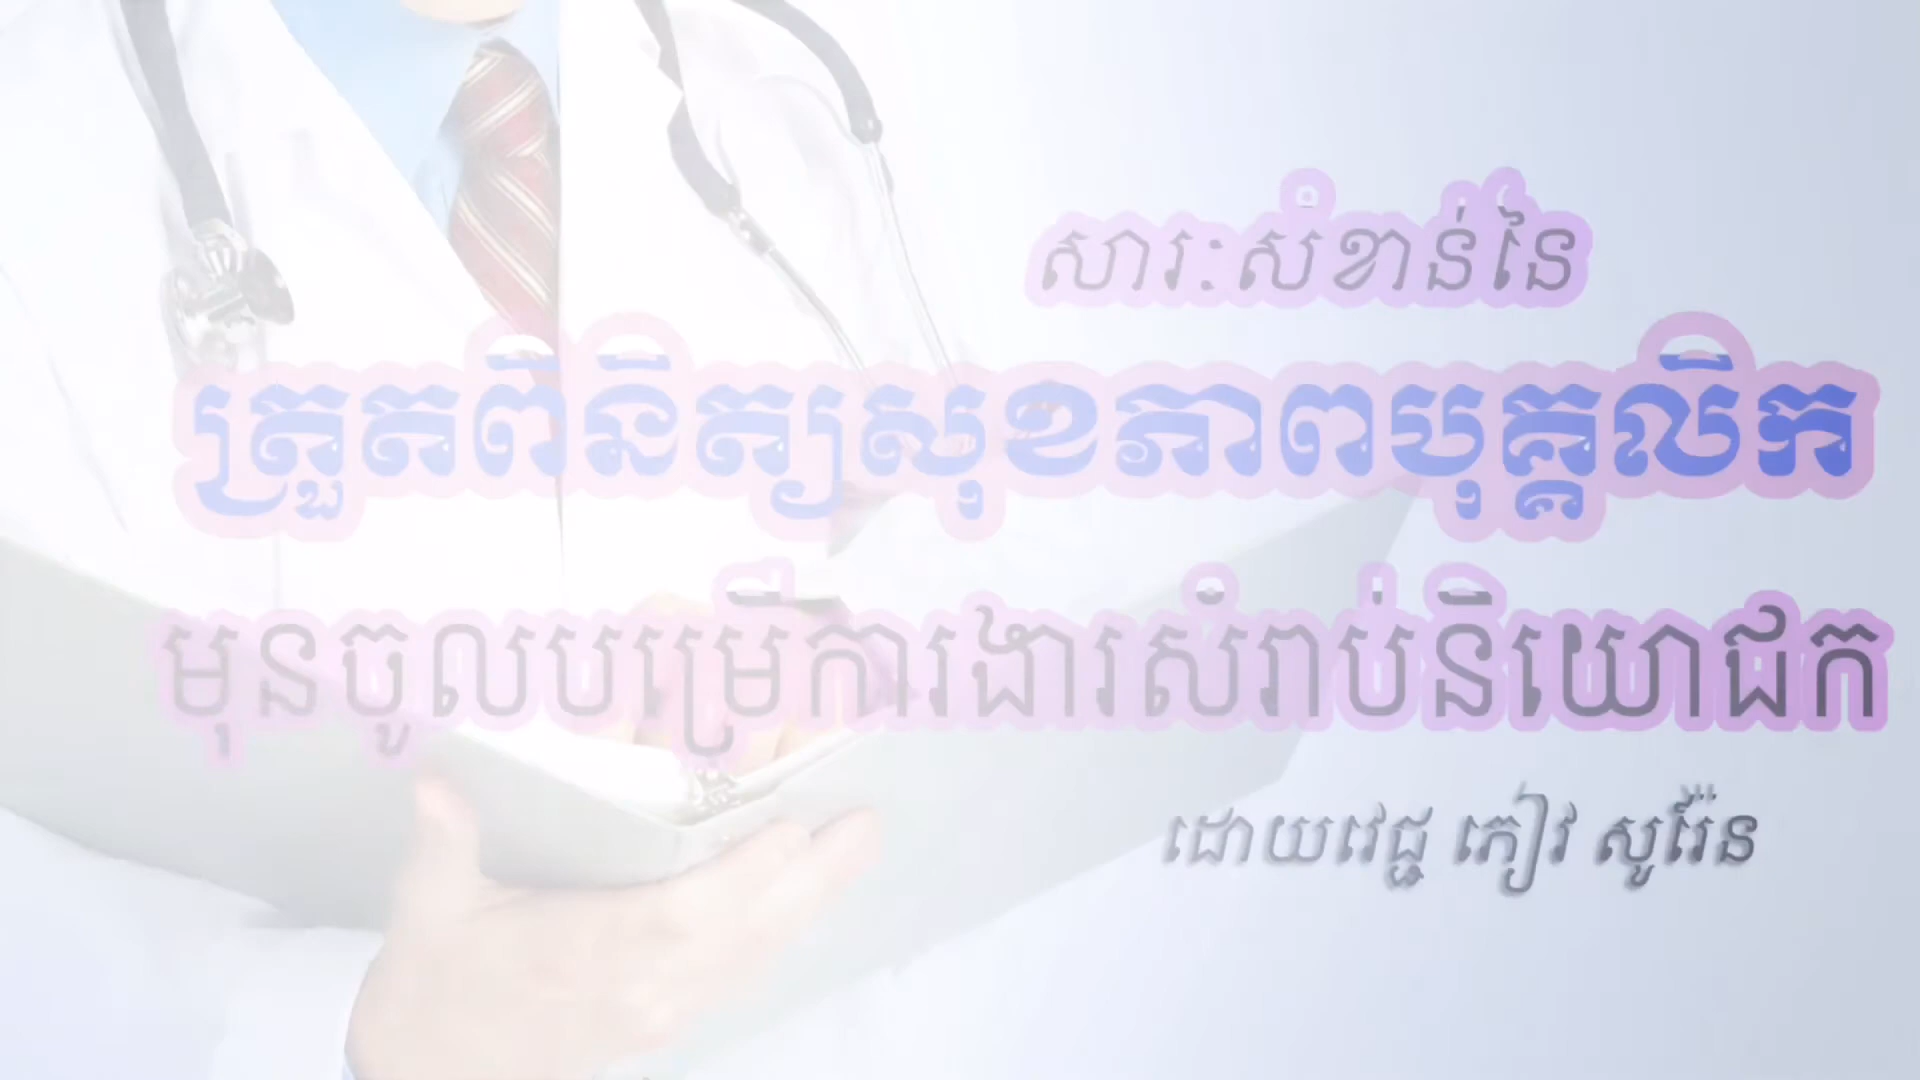 សារៈសំខាន់នៃ
ត្រួតពិនិត្យសុខភាពបុគ្គលិក
មុនចូលបម្រើការងារសំរាប់និយោជក
ដោយវេជ្ជ ភៀវ សូរ៉ែន